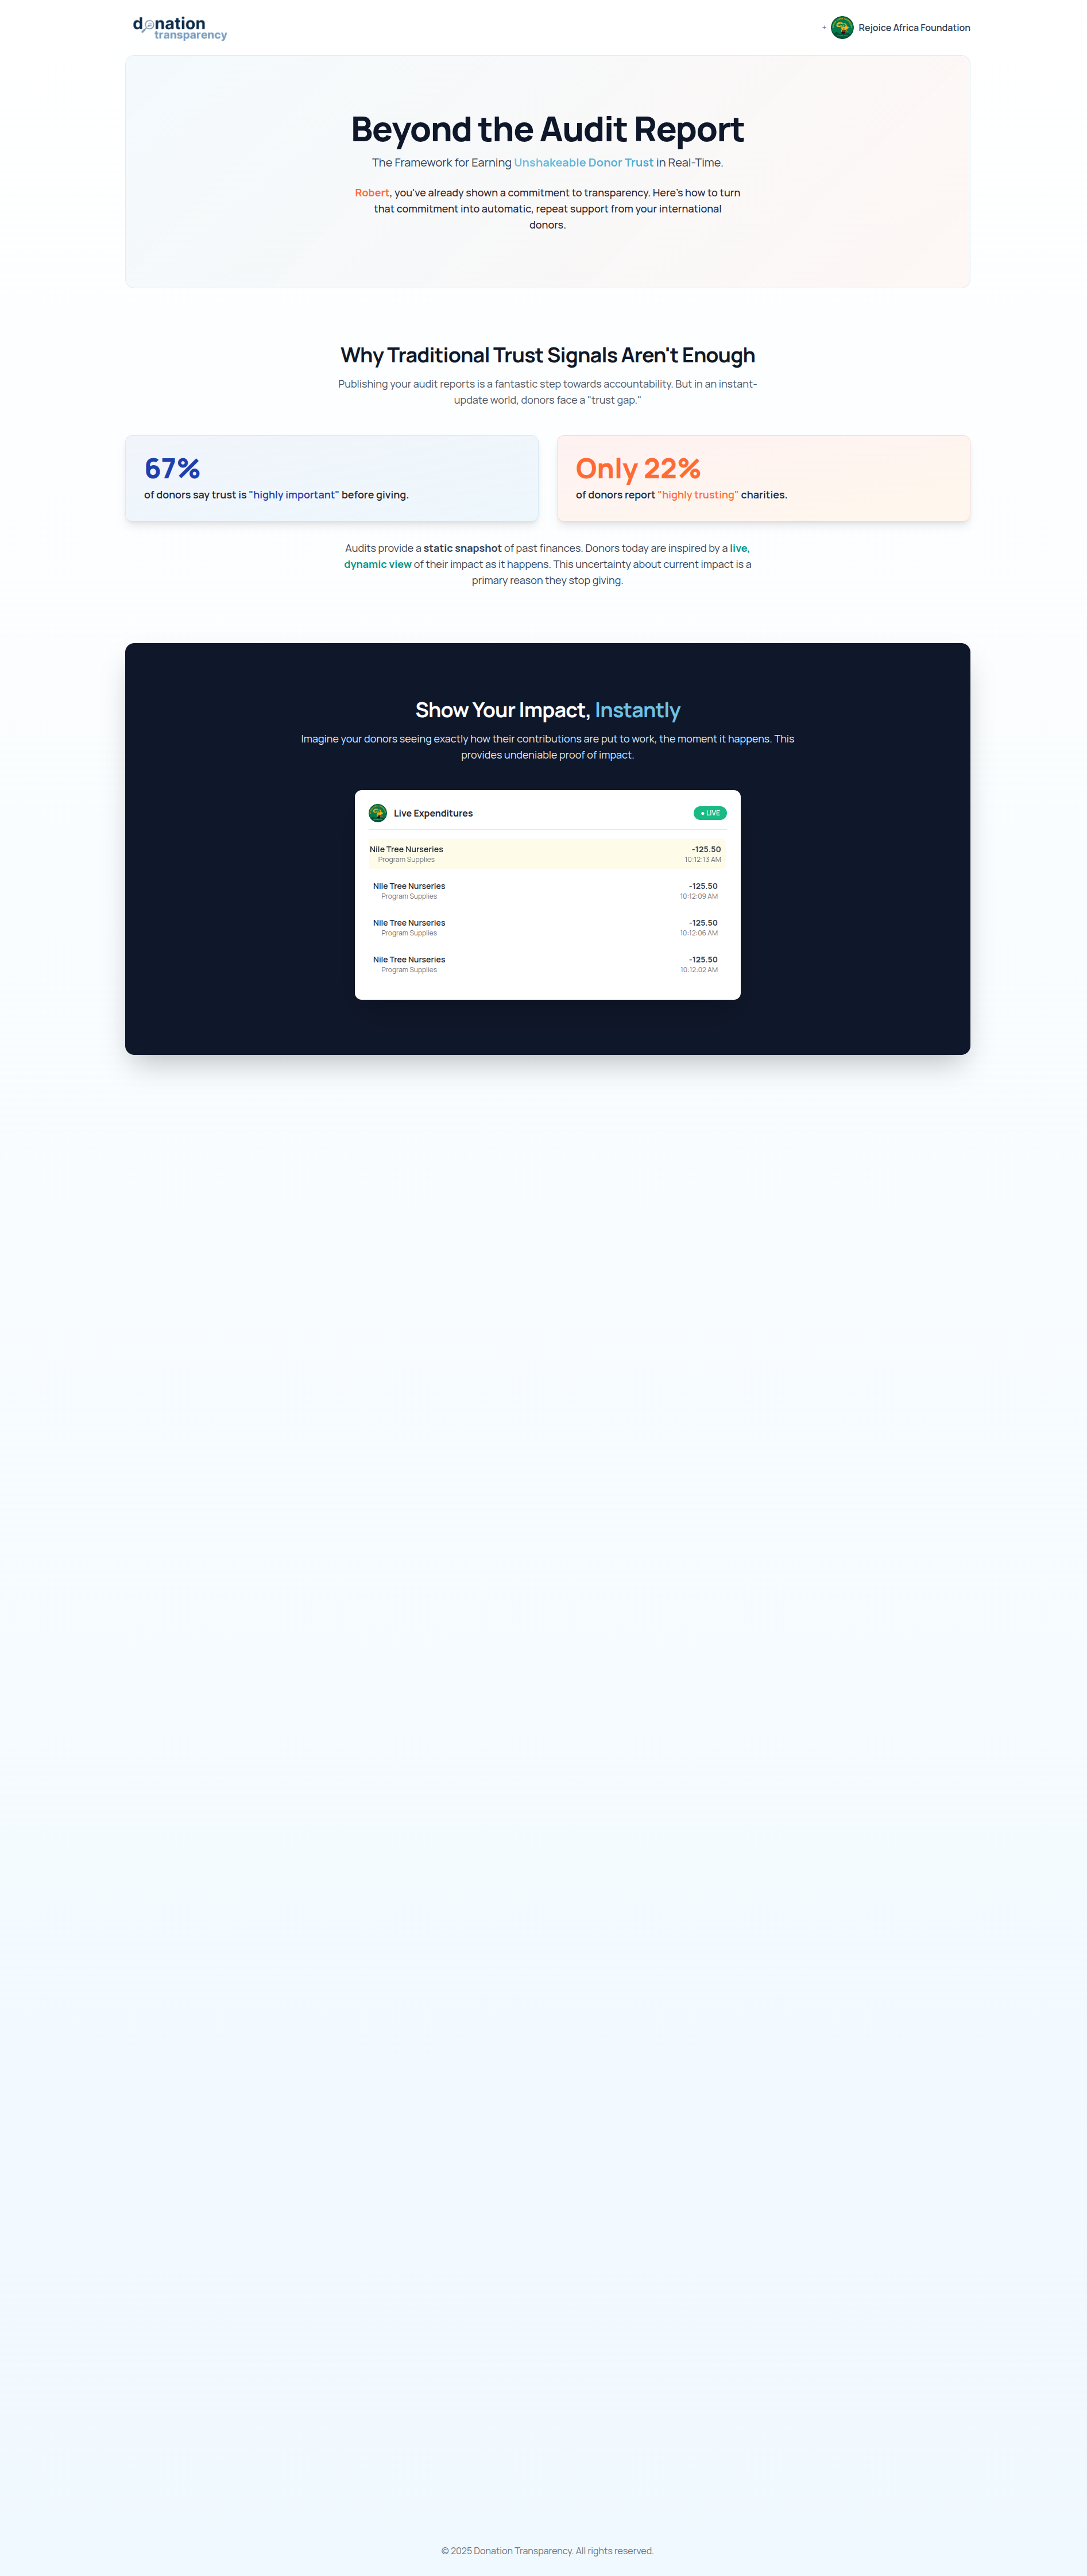 donation
transparency
+ Rejoice Africa Foundation
Beyond the Audit Report
The Framework for Earning Unshakeable Donor Trust in Real-Time.
Robert, you've already shown a commitment to transparency. Here's how to turn
that commitment into automatic, repeat support from your international
donors.
Why Traditional Trust Signals Aren't Enough
Publishing your audit reports is a fantastic step towards accountability. But in an instant-
update world, donors face a "trust gap."
67%
of donors say trust is "highly important" before giving.
Only 22%
of donors report "highly trusting" charities.
Audits provide a static snapshot of past finances. Donors today are inspired by a live,
dynamic view of their impact as it happens. This uncertainty about current impact is a
primary reason they stop giving.
Show Your Impact, Instantly
Imagine your donors seeing exactly how their contributions are put to work, the moment it happens. This
provides undeniable proof of impact.
Live Expenditures
● LIVE
Nile Tree Nurseries -125.50
Program Supplies 10:12:13 AM
Nile Tree Nurseries -125.50
Program Supplies 10:12:09 AM
Nile Tree Nurseries -125.50
Program Supplies 10:12:06 AM
Nile Tree Nurseries -125.50
Program Supplies 10:12:02 AM
© 2025 Donation Transparency. All rights reserved.